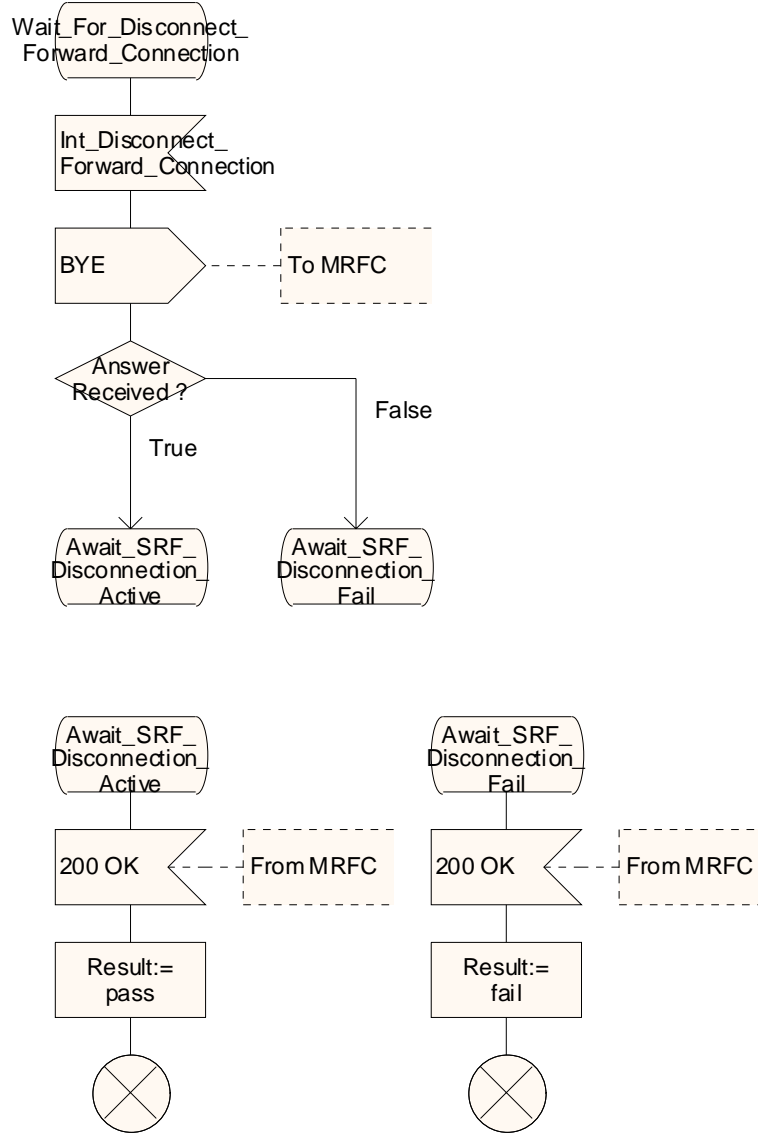 Wait_For_Disconnect_
Forward_Connection
Int_Disconnect_
Forward_Connection
BYE
To MRFC
Answer
Received ?
False
True
Await_SRF_
Disconnection_
Active
Await_SRF_
Disconnection_
Fail
Await_SRF_
Disconnection_
Active
Await_SRF_
Disconnection_
Fail
200 OK
From MRFC
200 OK
From MRFC
Result:=
pass
Result:=
fail